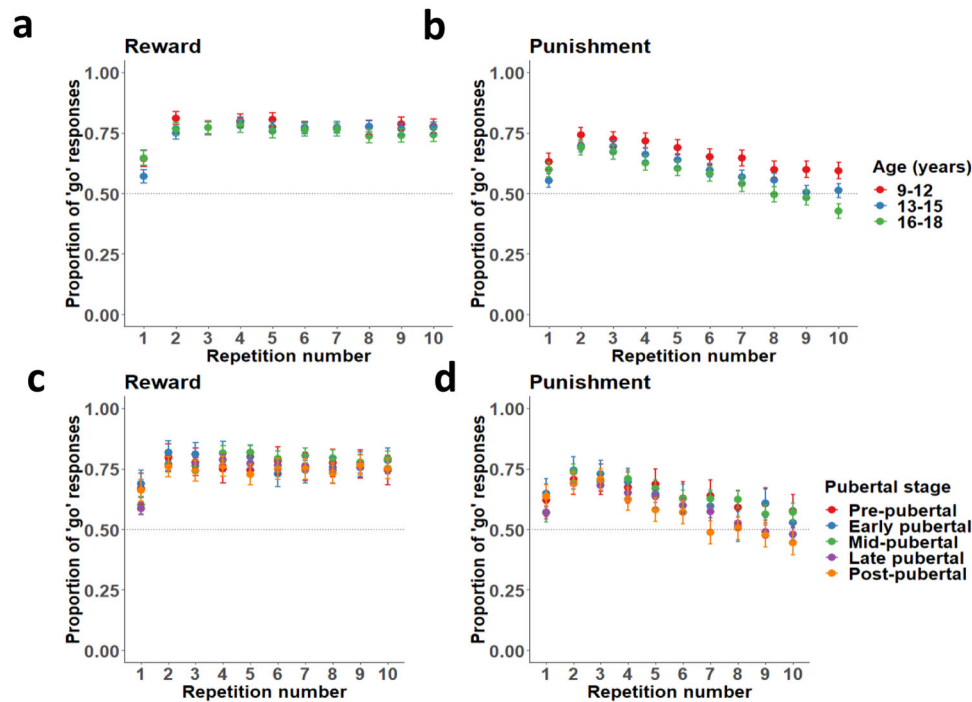 a
Reward
Proportion of 'go' responses
1.00
0.75
0.50
0.25
0.00
1 2 3 4 5 6 7 8 9 10
Repetition number
b
Punishment
Proportion of 'go' responses
1.00
0.75
0.50
0.25
0.00
1 2 3 4 5 6 7 8 9 10
Repetition number
Age (years)
9-12
13-15
16-18
c
Reward
Proportion of 'go' responses
1.00
0.75
0.50
0.25
0.00
1 2 3 4 5 6 7 8 9 10
Repetition number
d
Punishment
Proportion of 'go' responses
1.00
0.75
0.50
0.25
0.00
1 2 3 4 5 6 7 8 9 10
Repetition number
Pubertal stage
Pre-pubertal
Early pubertal
Mid-pubertal
Late pubertal
Post-pubertal